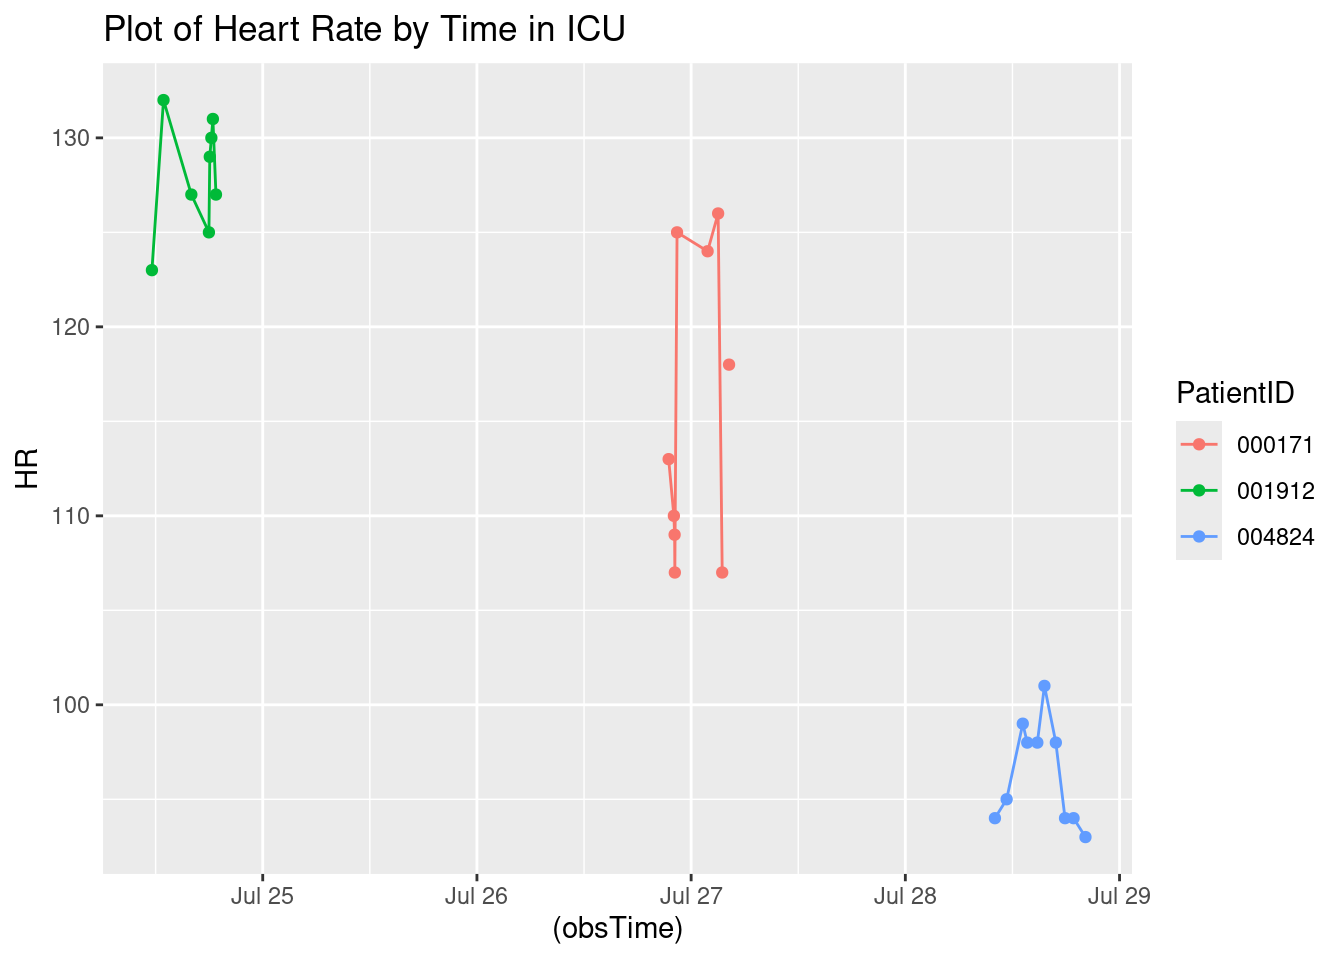 Plot of Heart Rate by Time in ICU
130
120
110
100
HR
Jul 25
Jul 26
Jul 27
Jul 28
Jul 29
(obsTime)
PatientID
000171
001912
004824